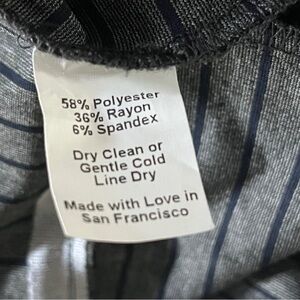 58% Polyester
36% Rayon
6% Spandex
Dry Clean or
Gentle Cold
Line Dry
Made with Love in
San Francisco